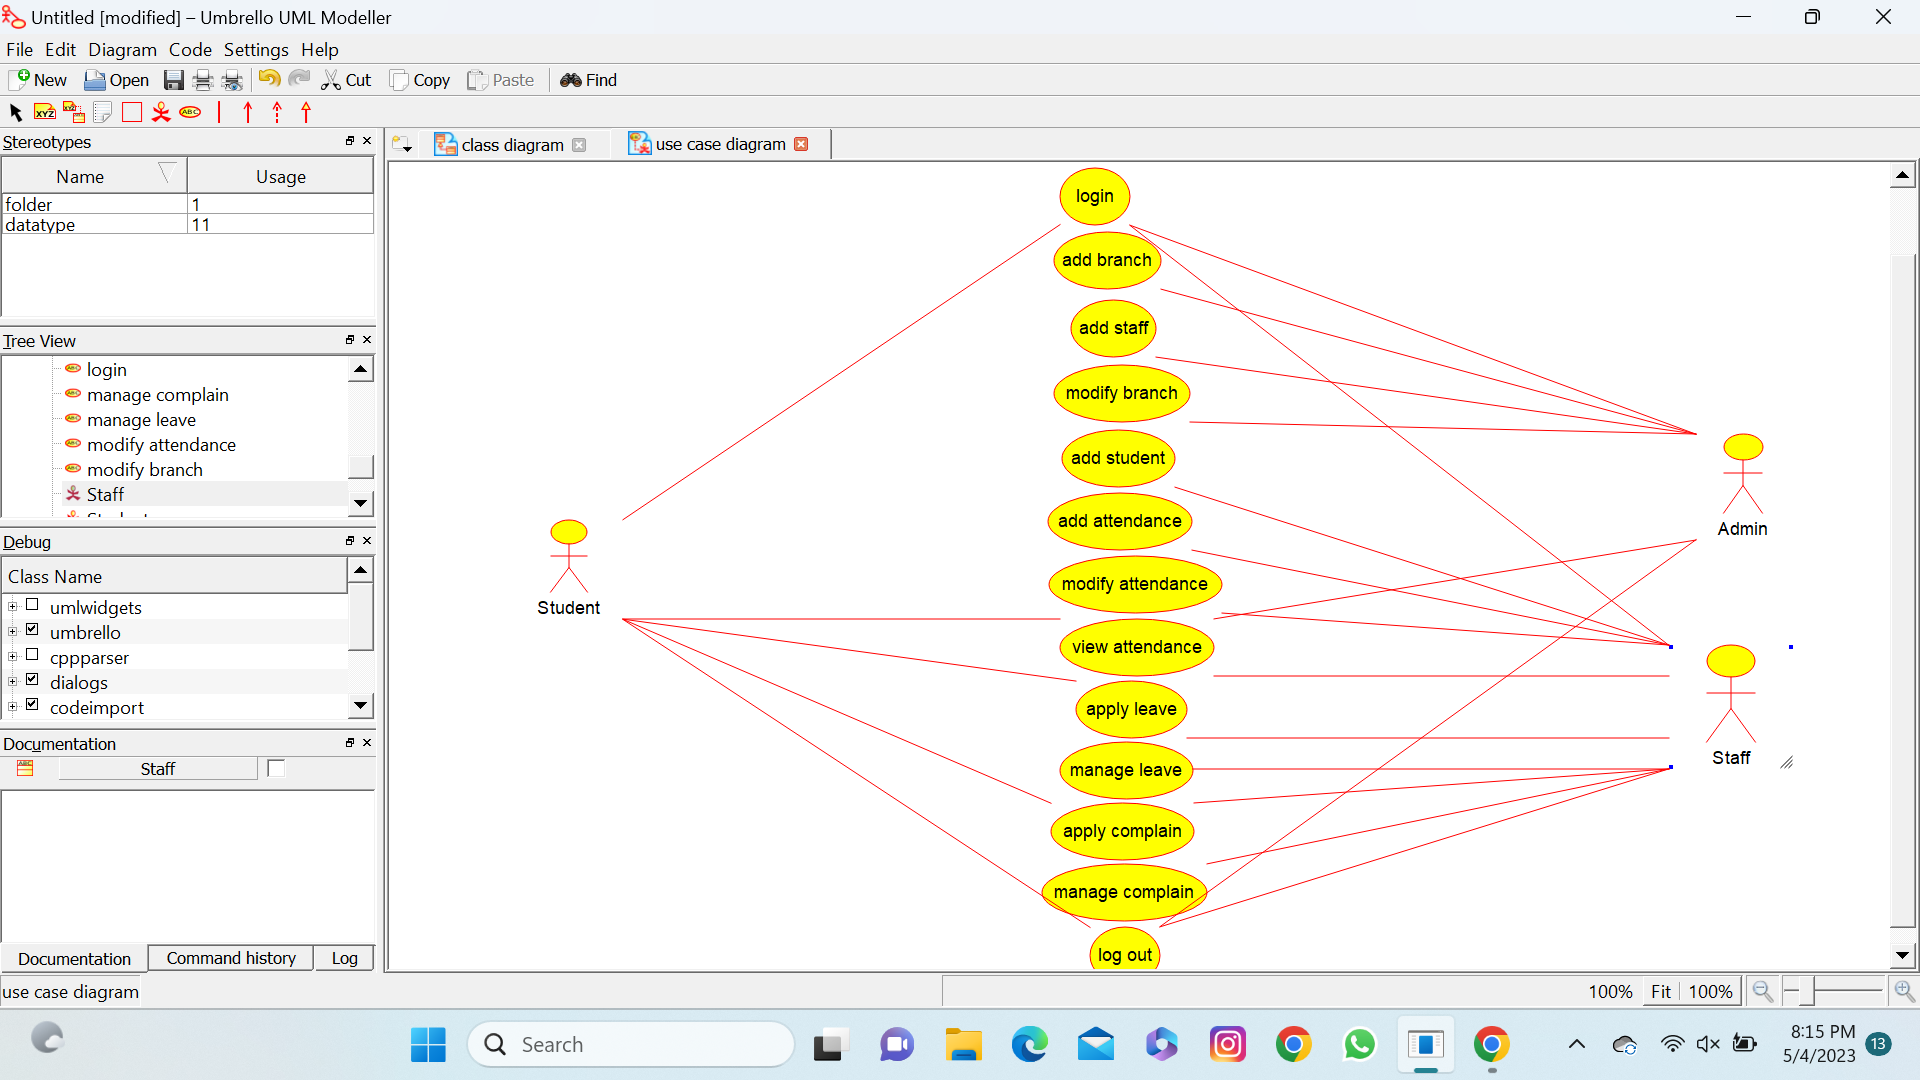 Untitled [modified] – Umbrello UML Modeller
File Edit Diagram Code Settings Help
New Open Cut Copy Paste Find
XYZ XYZ ABC
Stereotypes
Name Usage
folder 1
datatype 11
Tree View
login
manage complain
manage leave
modify attendance
modify branch
Staff
Debug
Class Name
umlwidgets
umbrello
cppparser
dialogs
codeimport
Documentation
Staff
Documentation Command history Log
class diagram use case diagram
login
add branch
add staff
modify branch
add student
add attendance
modify attendance
view attendance
apply leave
manage leave
apply complain
manage complain
log out
Student
Admin
Staff
use case diagram
100% Fit 100%
Search
8:15 PM
5/4/2023
13